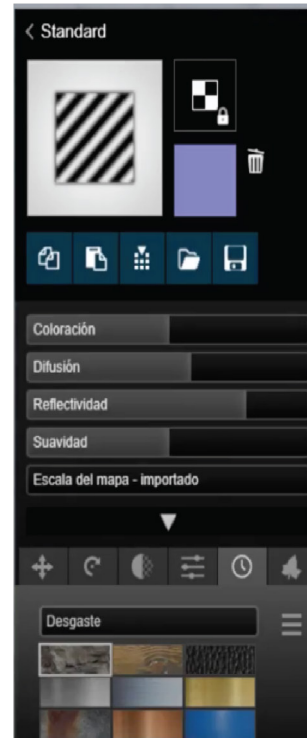 Standard
Coloración
Difusión
Reflectividad
Suavidad
Escala del mapa - importado
Desgaste